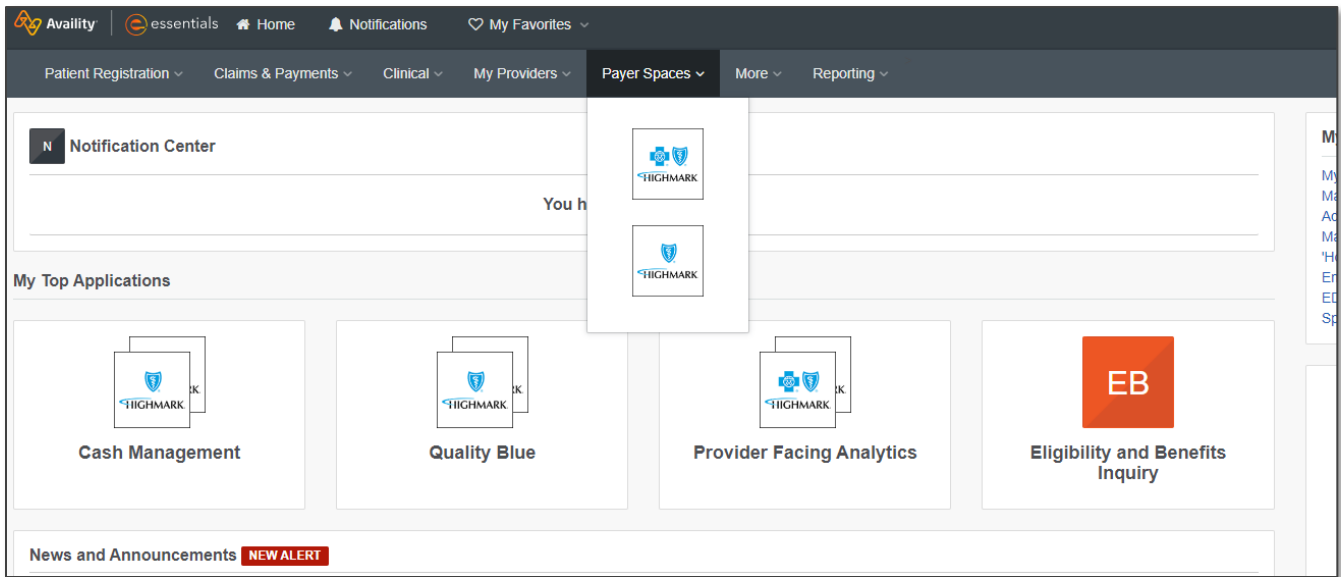 Availity essentials Home Notifications My Favorites
Patient Registration Claims & Payments Clinical My Providers Payer Spaces More Reporting
N Notification Center
HIGHMARK
You h
HIGHMARK
My Top Applications
HIGHMARK
HIGHMARK
HIGHMARK
EB
Cash Management
Quality Blue
Provider Facing Analytics
Eligibility and Benefits
Inquiry
News and Announcements NEW ALERT